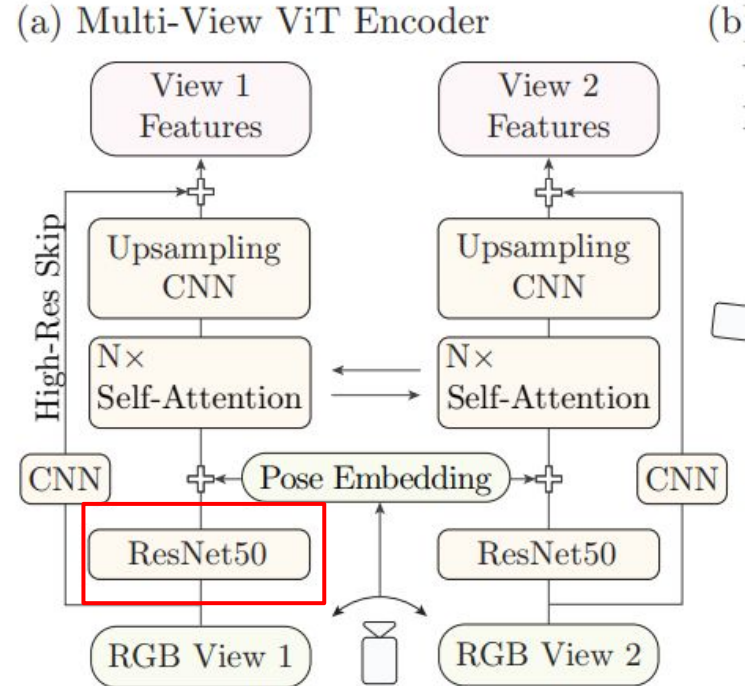 (a) Multi-View ViT Encoder
(b)
View 1
Features
View 2
Features
High-Res Skip
Upsampling
CNN
Upsampling
CNN
N×
Self-Attention
N×
Self-Attention
CNN
Pose Embedding
CNN
ResNet50
ResNet50
RGB View 1
RGB View 2